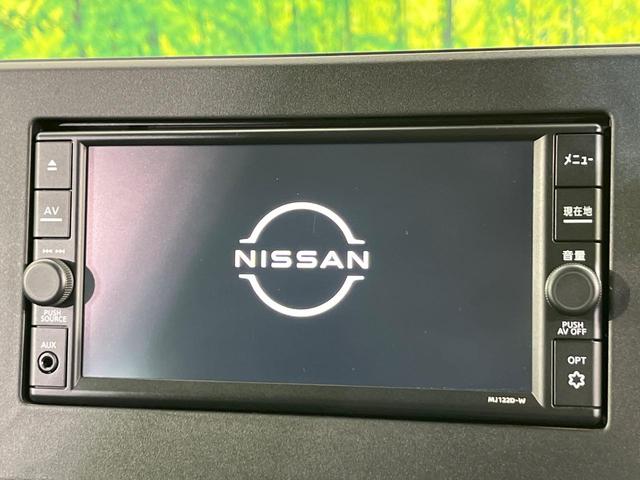 AV
PUSH
SOURCE
AUX
NISSAN
メニュー
現在地
音量
PUSH
AV OFF
OPT
MJ122D-W